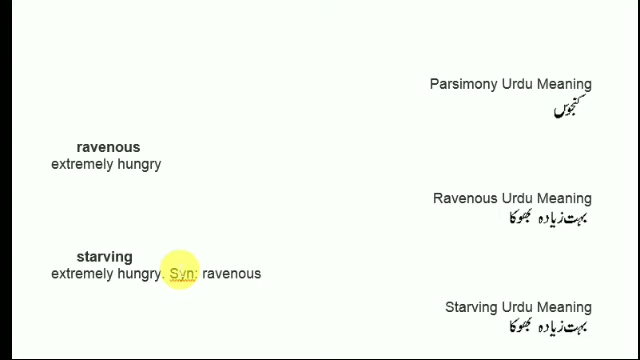 Parsimony Urdu Meaning
کنجوس
ravenous
extremely hungry
Ravenous Urdu Meaning
بہت زیادہ بھوکا
starving
extremely hungry. Syn: ravenous
Starving Urdu Meaning
بہت زیادہ بھوکا